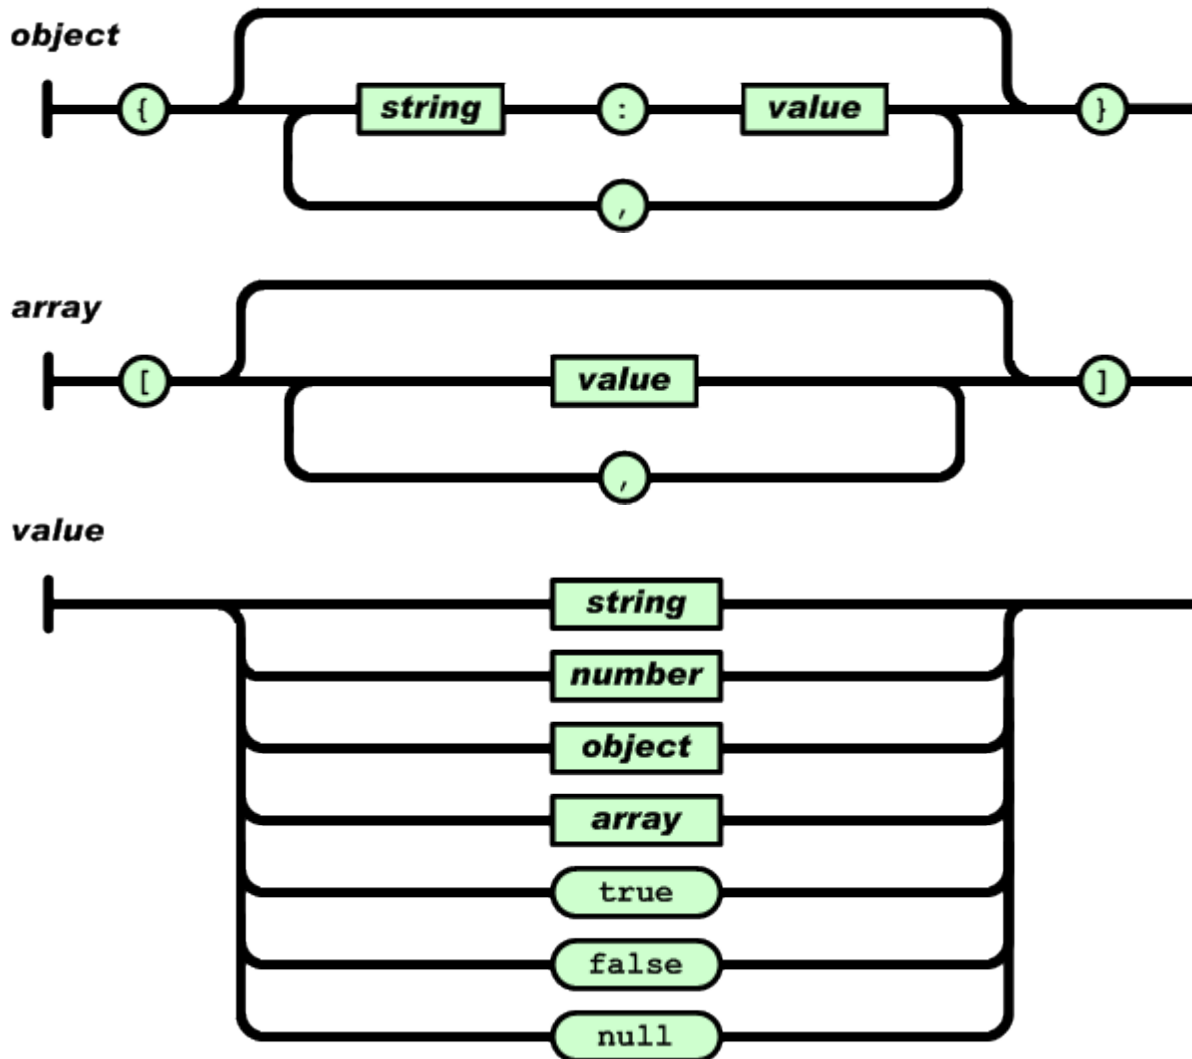 object
{ string : value }
,
array
[ value ]
,
value
string
number
object
array
true
false
null